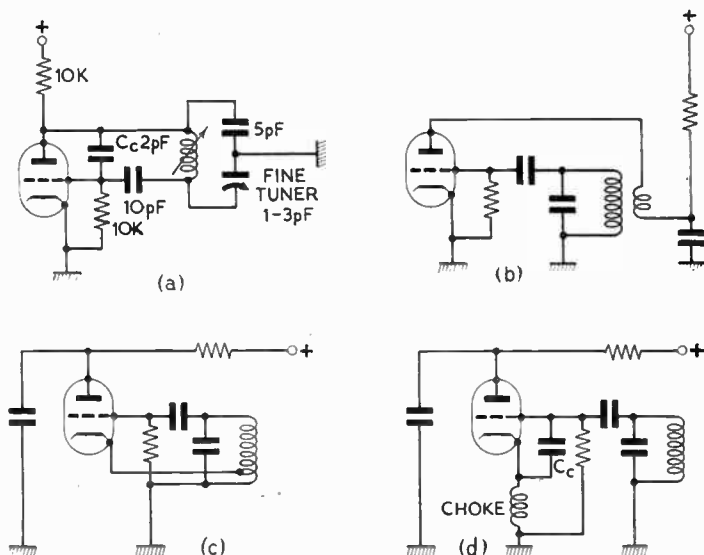 +
10K
Cc 2pF
5pF
10pF
10K
FINE
TUNER
1-3pF
(a)
+
(b)
+
(c)
+
Cc
CHOKE
(d)